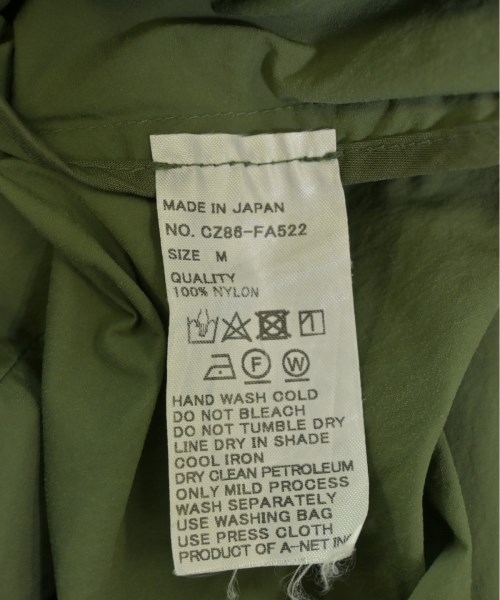 MADE IN JAPAN
NO. CZ86-FA522
SIZE M
QUALITY
100% NYLON
F W
HAND WASH COLD
DO NOT BLEACH
DO NOT TUMBLE DRY
LINE DRY IN SHADE
COOL IRON
DRY CLEAN PETROLEUM
ONLY MILD PROCESS
WASH SEPARATELY
USE WASHING BAG
USE PRESS CLOTH
PRODUCT OF A-NET INC